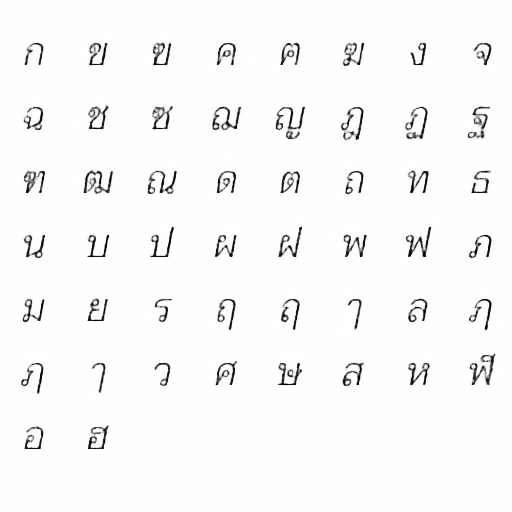 ก ข ฃ ค ฅ ฆ ง จ
ฉ ช ซ ฌ ญ ฎ ฏ ฐ
ฑ ฒ ณ ด ต ถ ท ธ
น บ ป ผ ฝ พ ฟ ภ
ม ย ร ฤ ฤ า ล ฦ
ฦ ๅ ว ศ ษ ส ห ฬ
อ ฮ